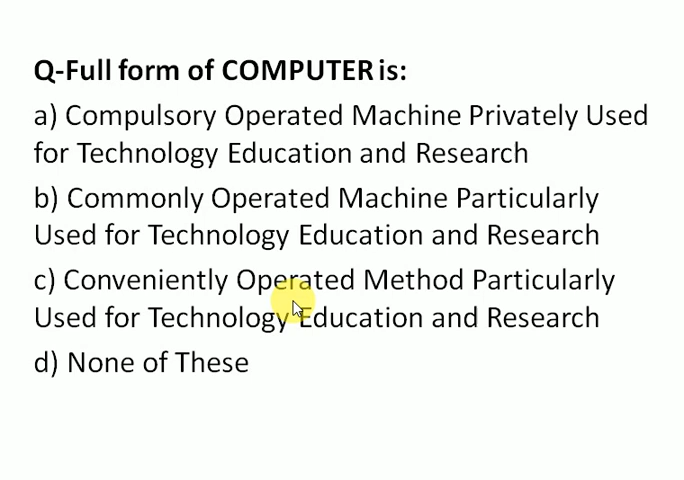 Q-Full form of COMPUTER is:
a) Compulsory Operated Machine Privately Used
for Technology Education and Research
b) Commonly Operated Machine Particularly
Used for Technology Education and Research
c) Conveniently Operated Method Particularly
Used for Technology Education and Research
d) None of These